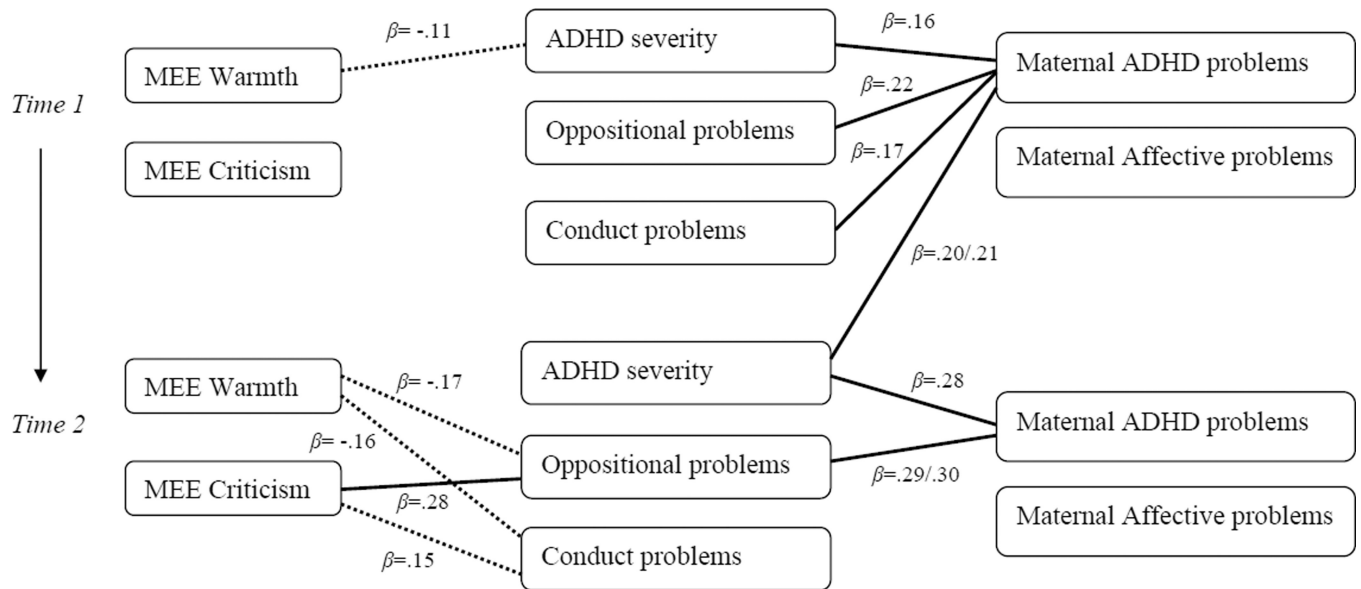 β= -.11
ADHD severity
β=.16
MEE Warmth
Maternal ADHD problems
Time 1
β=.22
Oppositional problems
β=.17
MEE Criticism
Maternal Affective problems
Conduct problems
β=.20/.21
MEE Warmth
β= -.17
ADHD severity
β=.28
Time 2
Maternal ADHD problems
β= -.16
Oppositional problems
β=.29/.30
MEE Criticism
β=.28
Maternal Affective problems
β=.15
Conduct problems